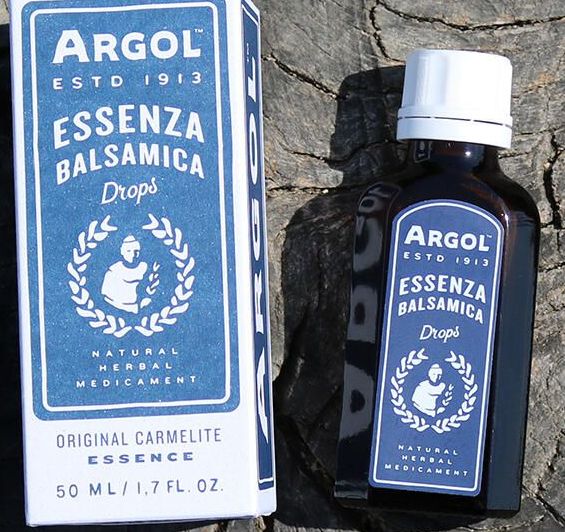 ARGOL™
ESTD 1913
ESSENZA
BALSAMICA
Drops
NATURAL
HERBAL
MEDICAMENT
ORIGINAL CARMELITE
ESSENCE
50 ML/1,7 FL. OZ.
ARGOL
ARGOL™
ESTD 1913
ESSENZA
BALSAMICA
Drops
NATURAL
HERBAL
MEDICAMENT